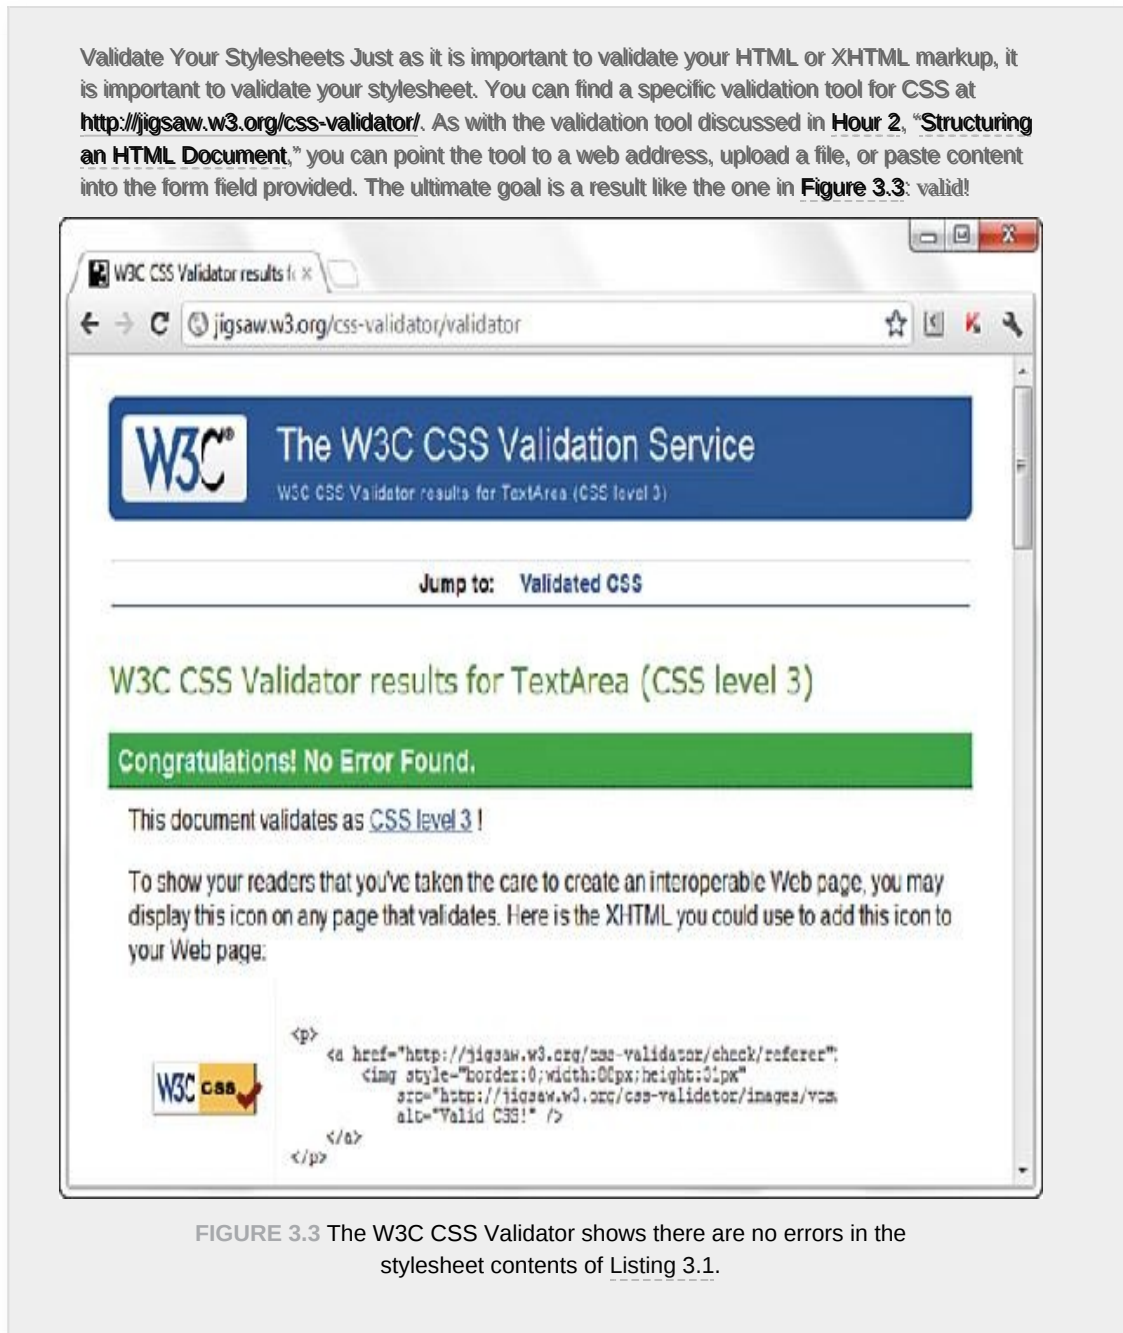 Validate Your Stylesheets Just as it is important to validate your HTML or XHTML markup, it
is important to validate your stylesheet. You can find a specific validation tool for CSS at
http://jigsaw.w3.org/css-validator/. As with the validation tool discussed in Hour 2, “Structuring
an HTML Document,” you can point the tool to a web address, upload a file, or paste content
into the form field provided. The ultimate goal is a result like the one in Figure 3.3: valid!
W3C CSS Validator results fo
jigsaw.w3.org/css-validator/validator
W3C® The W3C CSS Validation Service
W3C CSS Validator results for TextArea (CSS level 3)
Jump to: Validated CSS
W3C CSS Validator results for TextArea (CSS level 3)
Congratulations! No Error Found.
This document validates as CSS level 3 !
To show your readers that you've taken the care to create an interoperable Web page, you may
display this icon on any page that validates. Here is the XHTML you could use to add this icon to
your Web page:
W3C CSS
<p>
<a href="http://jigsaw.w3.org/css-validator/check/referer">
<img style="border:0;width:88px;height:31px"
src="http://jigsaw.w3.org/css-validator/images/vcss
alt="Valid CSS!" />
</a>
</p>
FIGURE 3.3 The W3C CSS Validator shows there are no errors in the
stylesheet contents of Listing 3.1.